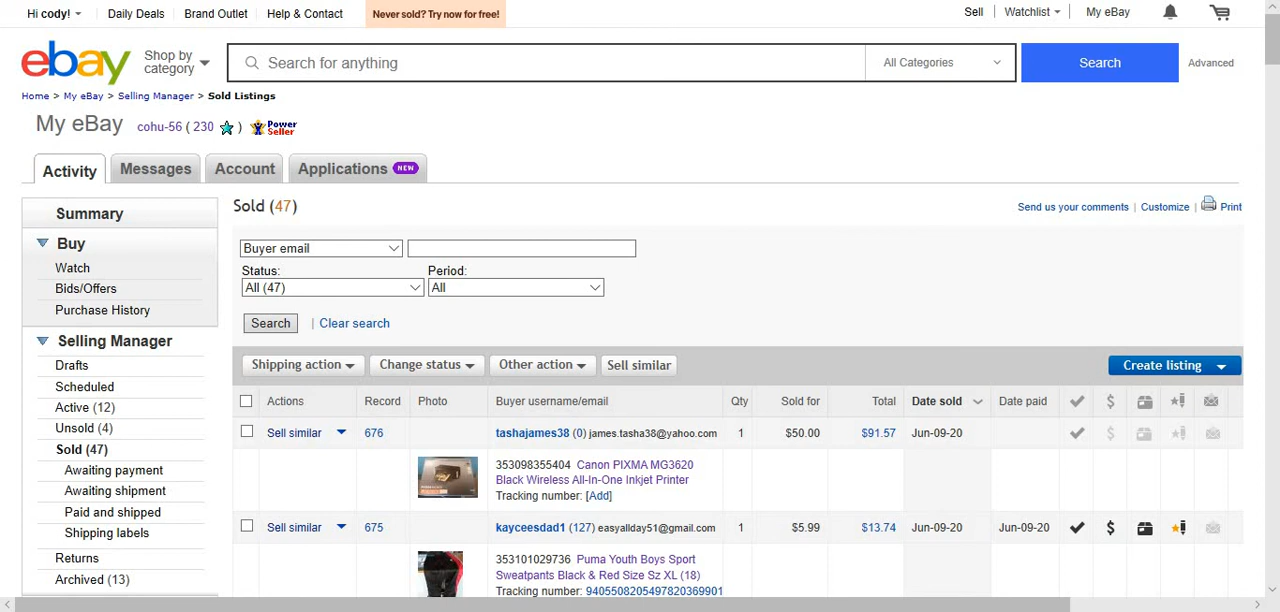 Hi cody! Daily Deals Brand Outlet Help & Contact Never sold? Try now for free! Sell Watchlist My eBay
ebay Shop by category Search for anything All Categories Search Advanced
Home > My eBay > Selling Manager > Sold Listings
My eBay cohu-56 ( 230 ) Power Seller
Activity Messages Account Applications NEW
Summary
Buy
Watch
Bids/Offers
Purchase History
Selling Manager
Drafts
Scheduled
Active (12)
Unsold (4)
Sold (47)
Awaiting payment
Awaiting shipment
Paid and shipped
Shipping labels
Returns
Archived (13)
Sold (47) Send us your comments | Customize | Print
Buyer email
Status: Period:
All (47) All
Search | Clear search
Shipping action Change status Other action Sell similar Create listing
Actions Record Photo Buyer username/email Qty Sold for Total Date sold Date paid $
Sell similar 676 tashajames38 (0) james.tasha38@yahoo.com 1 $50.00 $91.57 Jun-09-20 $
353098355404 Canon PIXMA MG3620
Black Wireless All-In-One Inkjet Printer
Tracking number: [Add]
Sell similar 675 kayceesdad1 (127) easyallday51@gmail.com 1 $5.99 $13.74 Jun-09-20 Jun-09-20 $
353101029736 Puma Youth Boys Sport
Sweatpants Black & Red Size Sz XL (18)
Tracking number: 9405508205497820369901